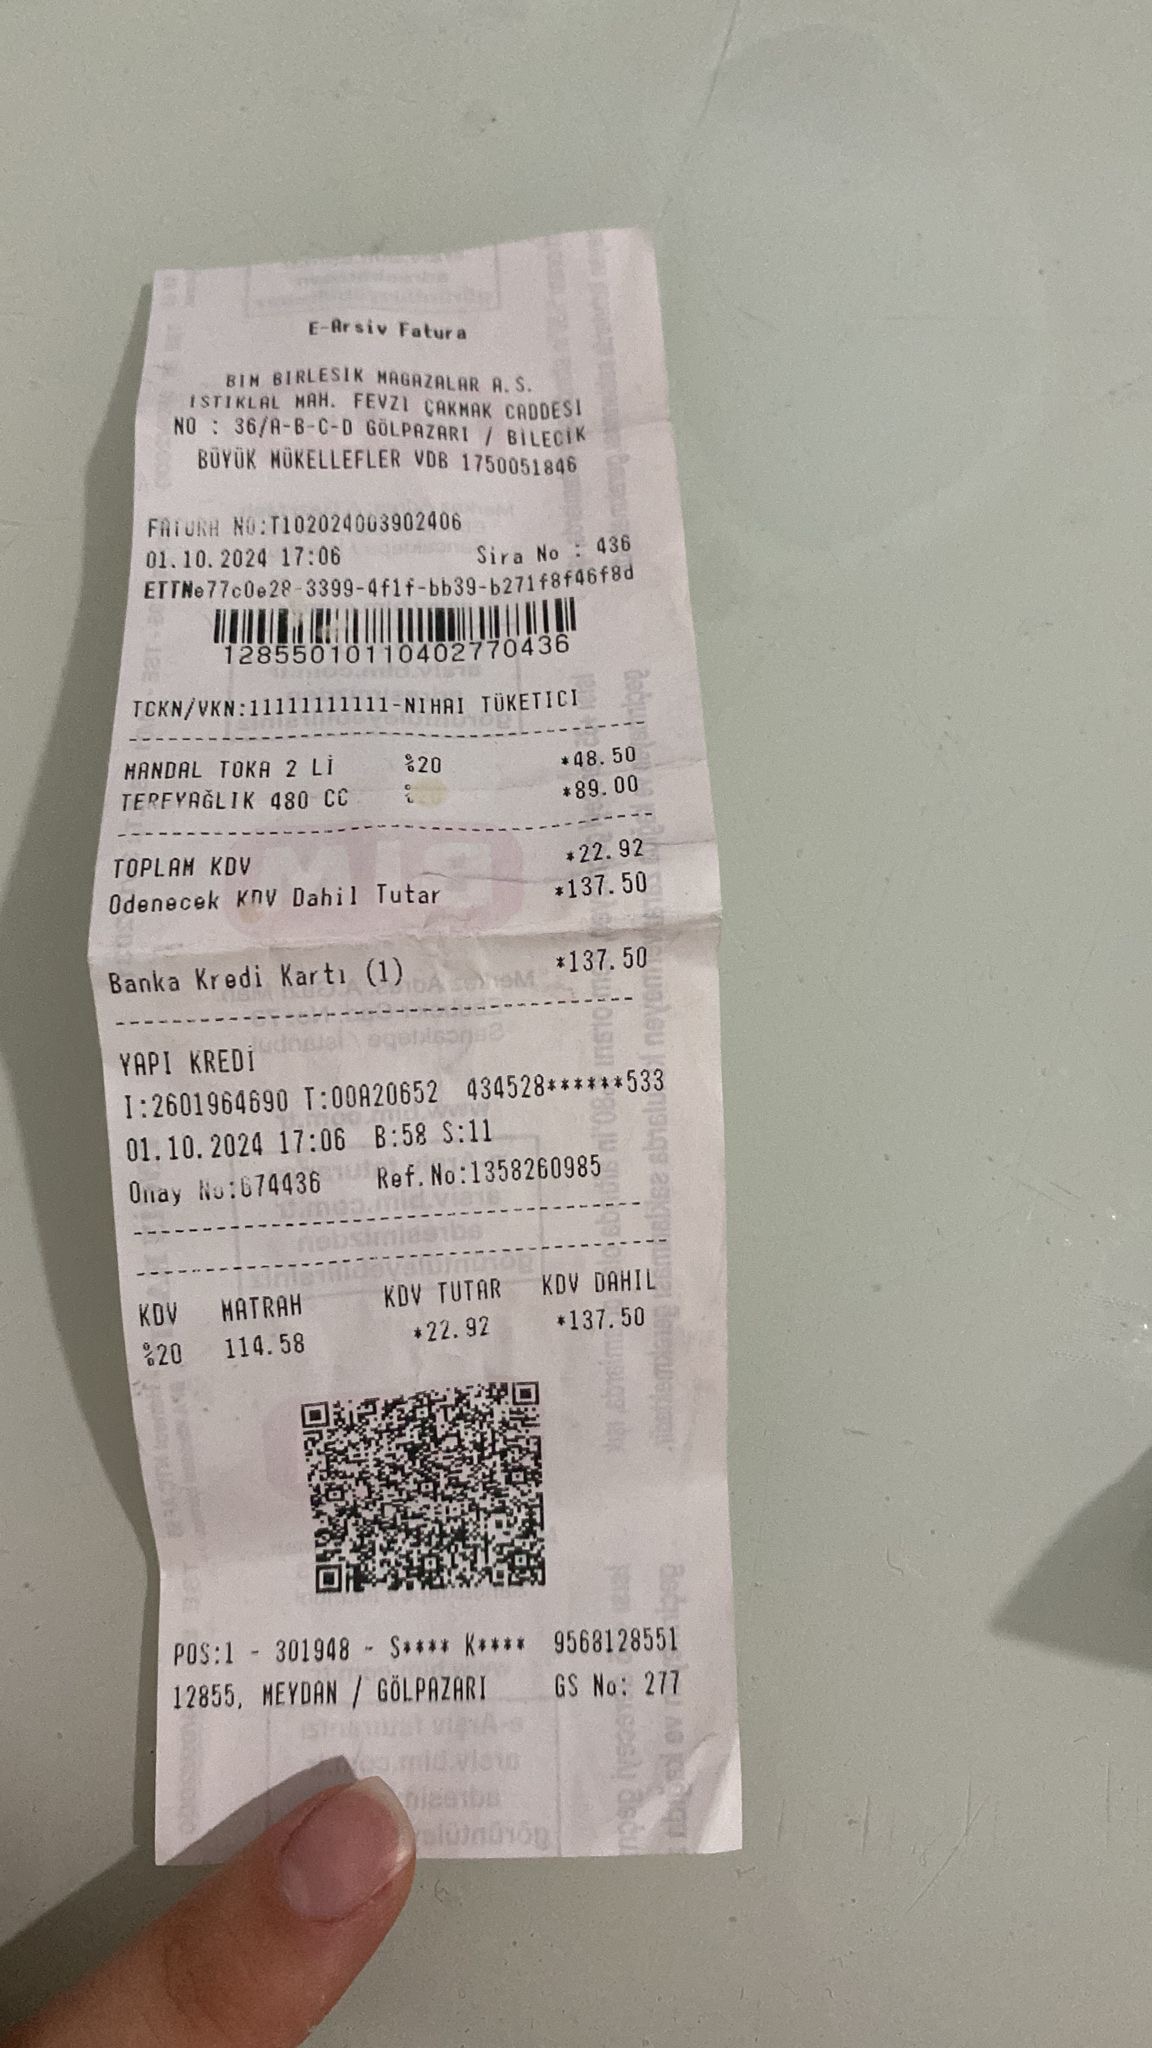 E-Arsiv Fatura
BIM BIRLESIK MAGAZALAR A.S.
ISTIKLAL MAH. FEVZI ÇAKMAK CADDESI
NO : 36/A-B-C-D GÖLPAZARI / BİLECİK
BÜYÜK MÜKELLEFLER VDB 1750051846
FATURA NO:T102024003902406
01.10.2024 17:06 Sira No : 436
ETTNe77c0e28-3399-4f1f-bb39-b271f8f46f8d
12855010110402770436
TCKN/VKN:11111111111-NIHAI TÜKETICI
MANDAL TOKA 2 Lİ %20 *48.50
TEREYAĞLIK 480 CC *89.00
TOPLAM KDV *22.92
Odenecek KDV Dahil Tutar *137.50
Banka Kredi Kartı (1) *137.50
YAPI KREDİ
I:2601964690 T:00A20652 434528******533
01.10.2024 17:06 B:58 S:11
Onay No:674436 Ref.No:1358260985
KDV MATRAH KDV TUTAR KDV DAHIL
%20 114.58 *22.92 *137.50
POS:1 - 301948 - S**** K**** 9568128551
12855, MEYDAN / GÖLPAZARI GS No: 277